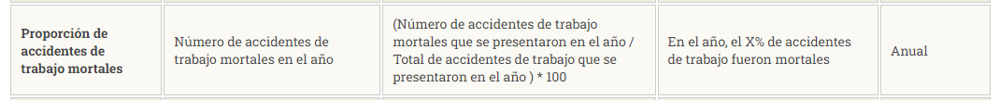 Proporción de
accidentes de
trabajo mortales
Número de accidentes de
trabajo mortales en el año
(Número de accidentes de trabajo
mortales que se presentaron en el año /
Total de accidentes de trabajo que se
presentaron en el año ) * 100
En el año, el X% de accidentes
de trabajo fueron mortales
Anual